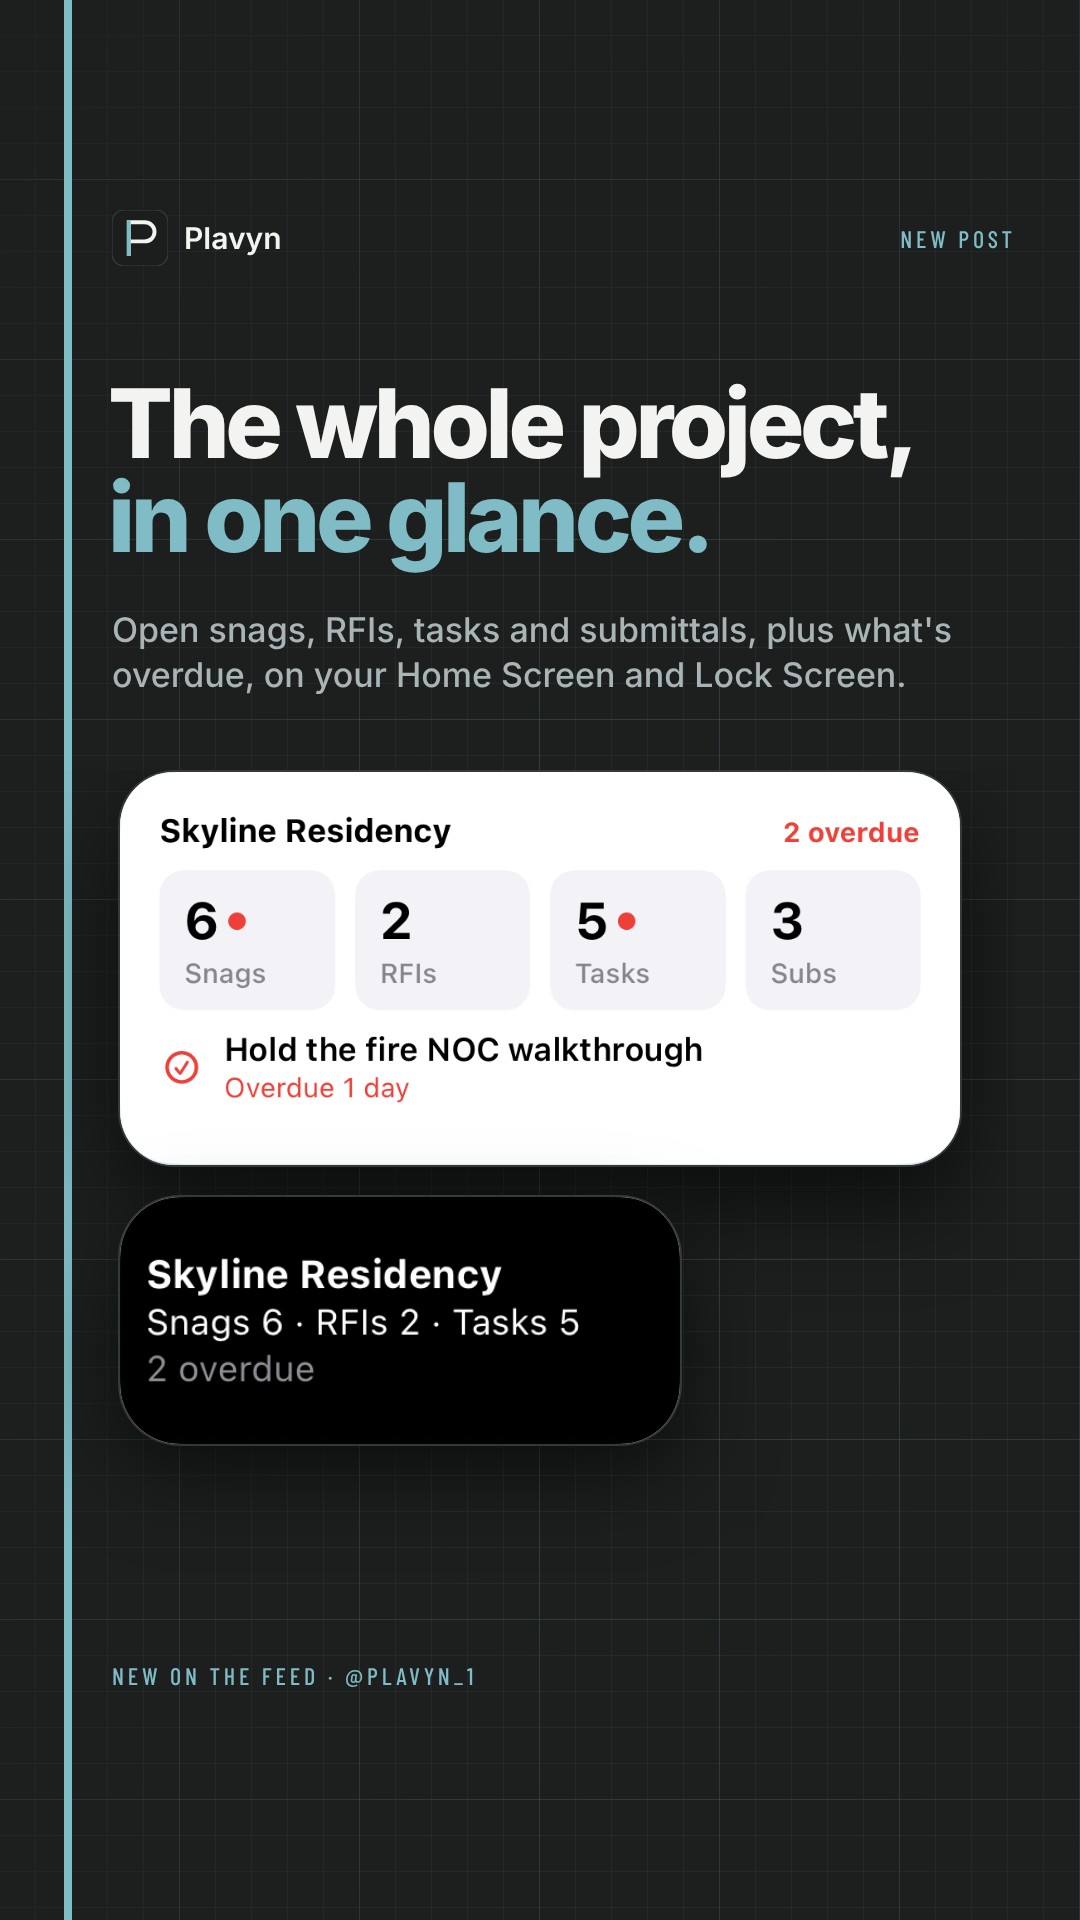 Plavyn
NEW POST
The whole project,
in one glance.
Open snags, RFIs, tasks and submittals, plus what's
overdue, on your Home Screen and Lock Screen.
Skyline Residency
2 overdue
6
2
5
3
Snags
RFIs
Tasks
Subs
Hold the fire NOC walkthrough
Overdue 1 day
Skyline Residency
Snags 6 · RFIs 2 · Tasks 5
2 overdue
NEW ON THE FEED · @PLAVYN_1